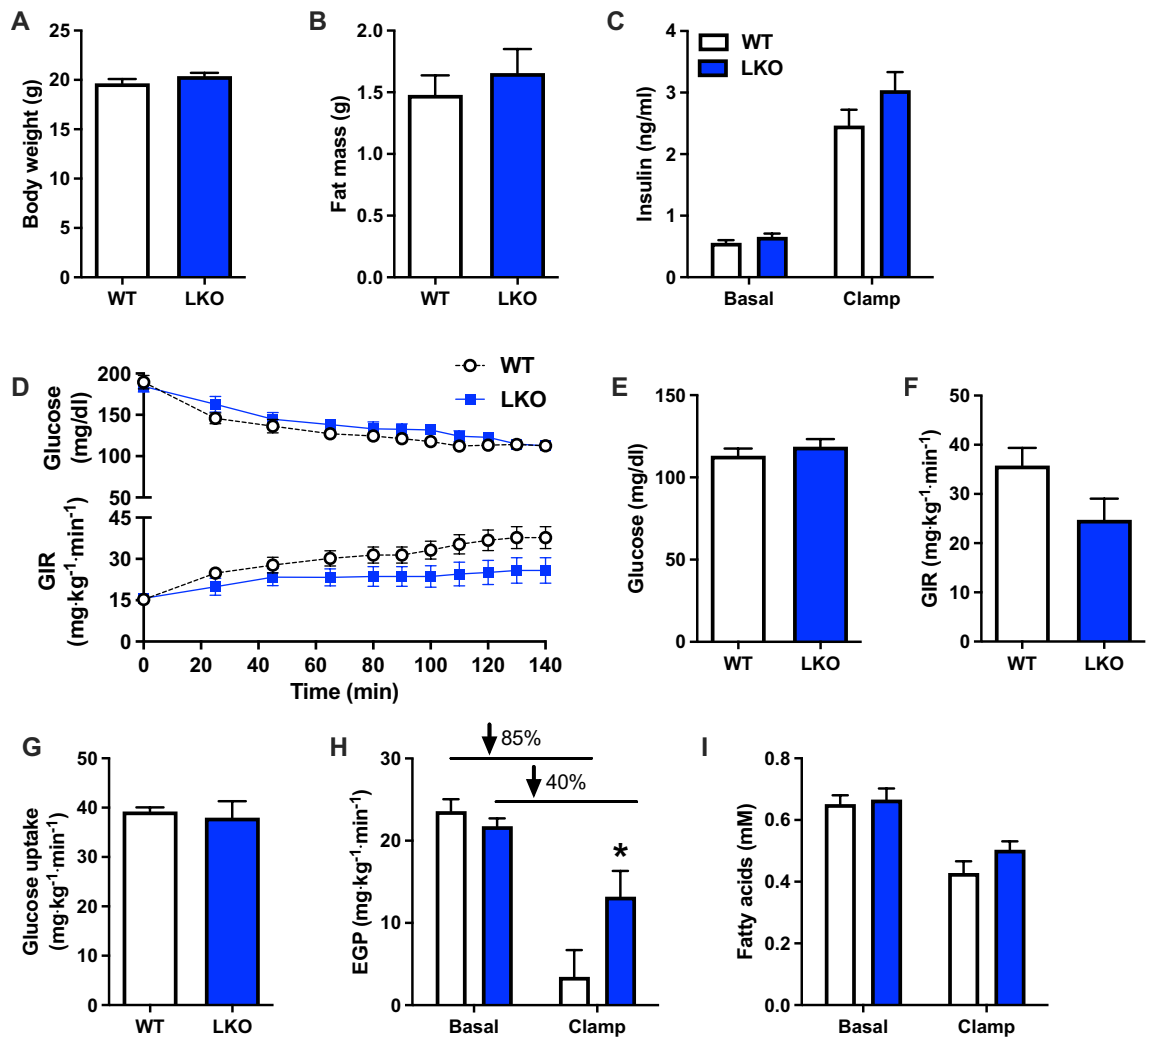 A
Body weight (g)
25
20
15
10
5
0
WT
LKO
B
Fat mass (g)
2.0
1.5
1.0
0.5
0.0
WT
LKO
C
Insulin (ng/ml)
4
3
2
1
0
WT
LKO
Basal
Clamp
D
Glucose
(mg/dl)
200
150
100
50
WT
LKO
GIR
(mg·kg⁻¹·min⁻¹)
45
30
15
0
0
20
40
60
80
100
120
140
Time (min)
E
Glucose (mg/dl)
150
100
50
0
WT
LKO
F
GIR (mg·kg⁻¹·min⁻¹)
50
40
30
20
10
0
WT
LKO
G
Glucose uptake
(mg·kg⁻¹·min⁻¹)
50
40
30
20
10
0
WT
LKO
H
EGP (mg·kg⁻¹·min⁻¹)
30
20
10
0
85%
40%
*
Basal
Clamp
I
Fatty acids (mM)
0.8
0.6
0.4
0.2
0.0
Basal
Clamp